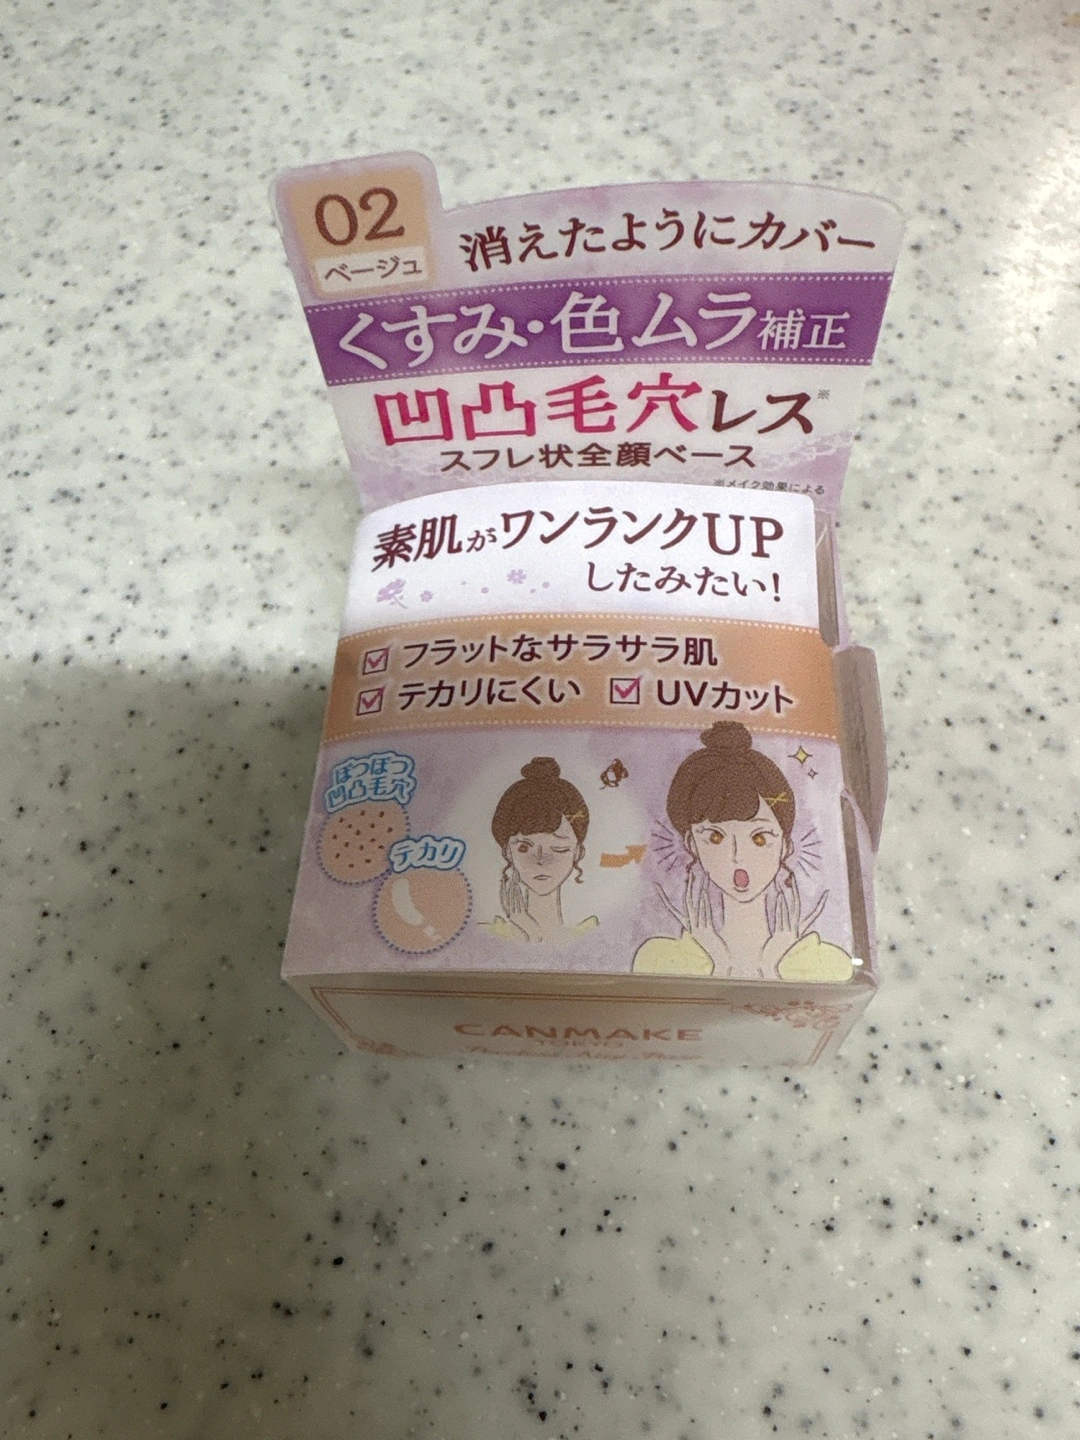 02
ベージュ
消えたようにカバー
くすみ・色ムラ補正
凹凸毛穴レス※
スフレ状全顔ベース
※メイク効果による
素肌がワンランクUP
したみたい!
フラットなサラサラ肌
テカリにくい UVカット
ぽつぽつ
凹凸毛穴
テカリ
CANMAKE
TOKYO